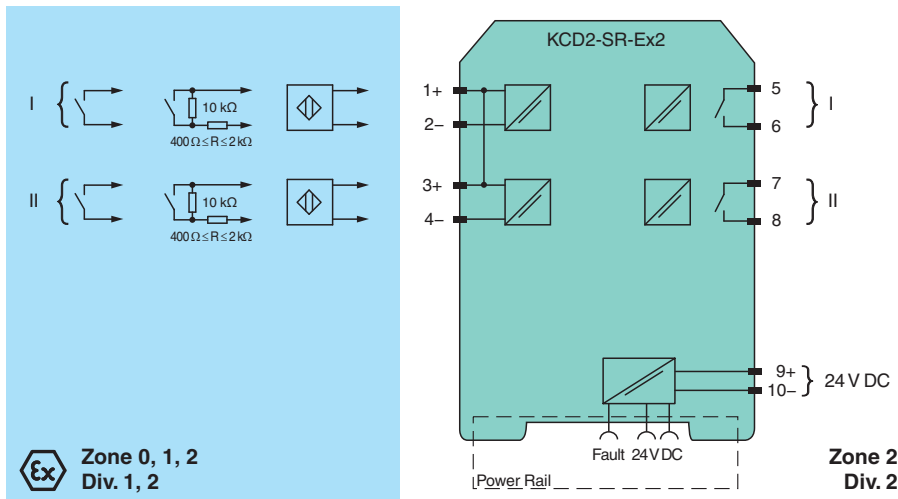 KCD2-SR-Ex2
I
10 kΩ
400 Ω ≤ R ≤ 2 kΩ
II
10 kΩ
400 Ω ≤ R ≤ 2 kΩ
1+
2–
3+
4–
5
6
I
7
8
II
9+
10–
24 V DC
Fault 24 V DC
Power Rail
Ex
Zone 0, 1, 2
Div. 1, 2
Zone 2
Div. 2